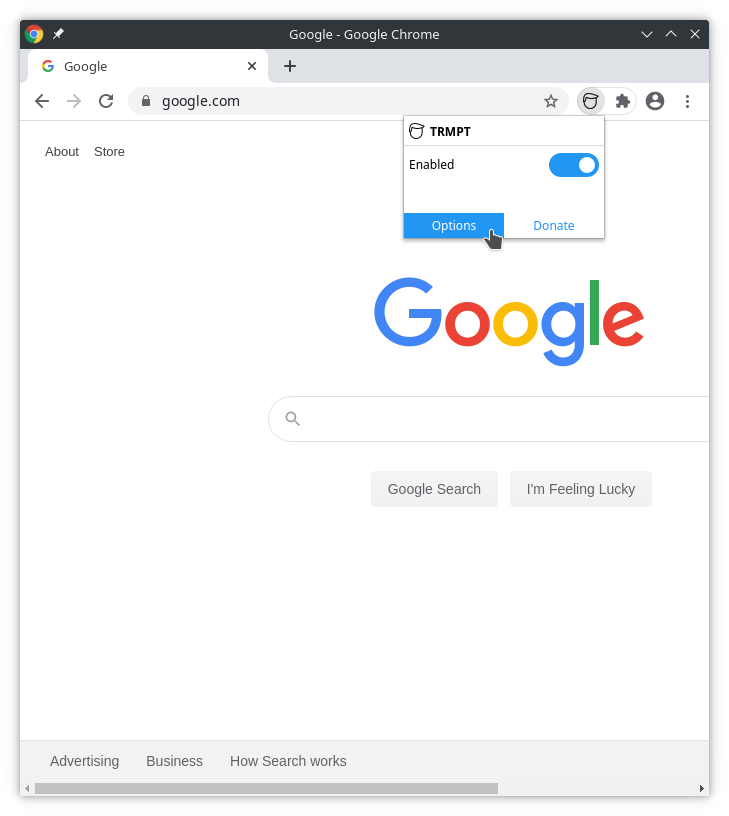 Google - Google Chrome
Google
google.com
TRMPT
Enabled
Options Donate
About Store
Google
Google Search I'm Feeling Lucky
Advertising Business How Search works